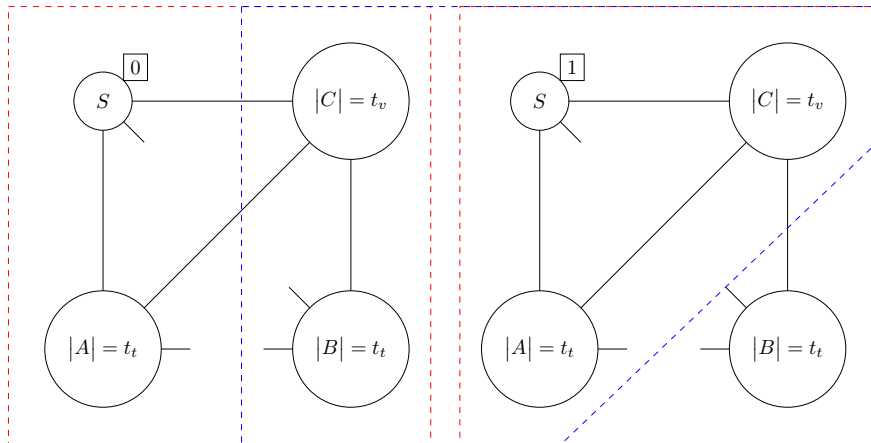 0
S
|C| = t_v
|A| = t_t
|B| = t_t
1
S
|C| = t_v
|A| = t_t
|B| = t_t